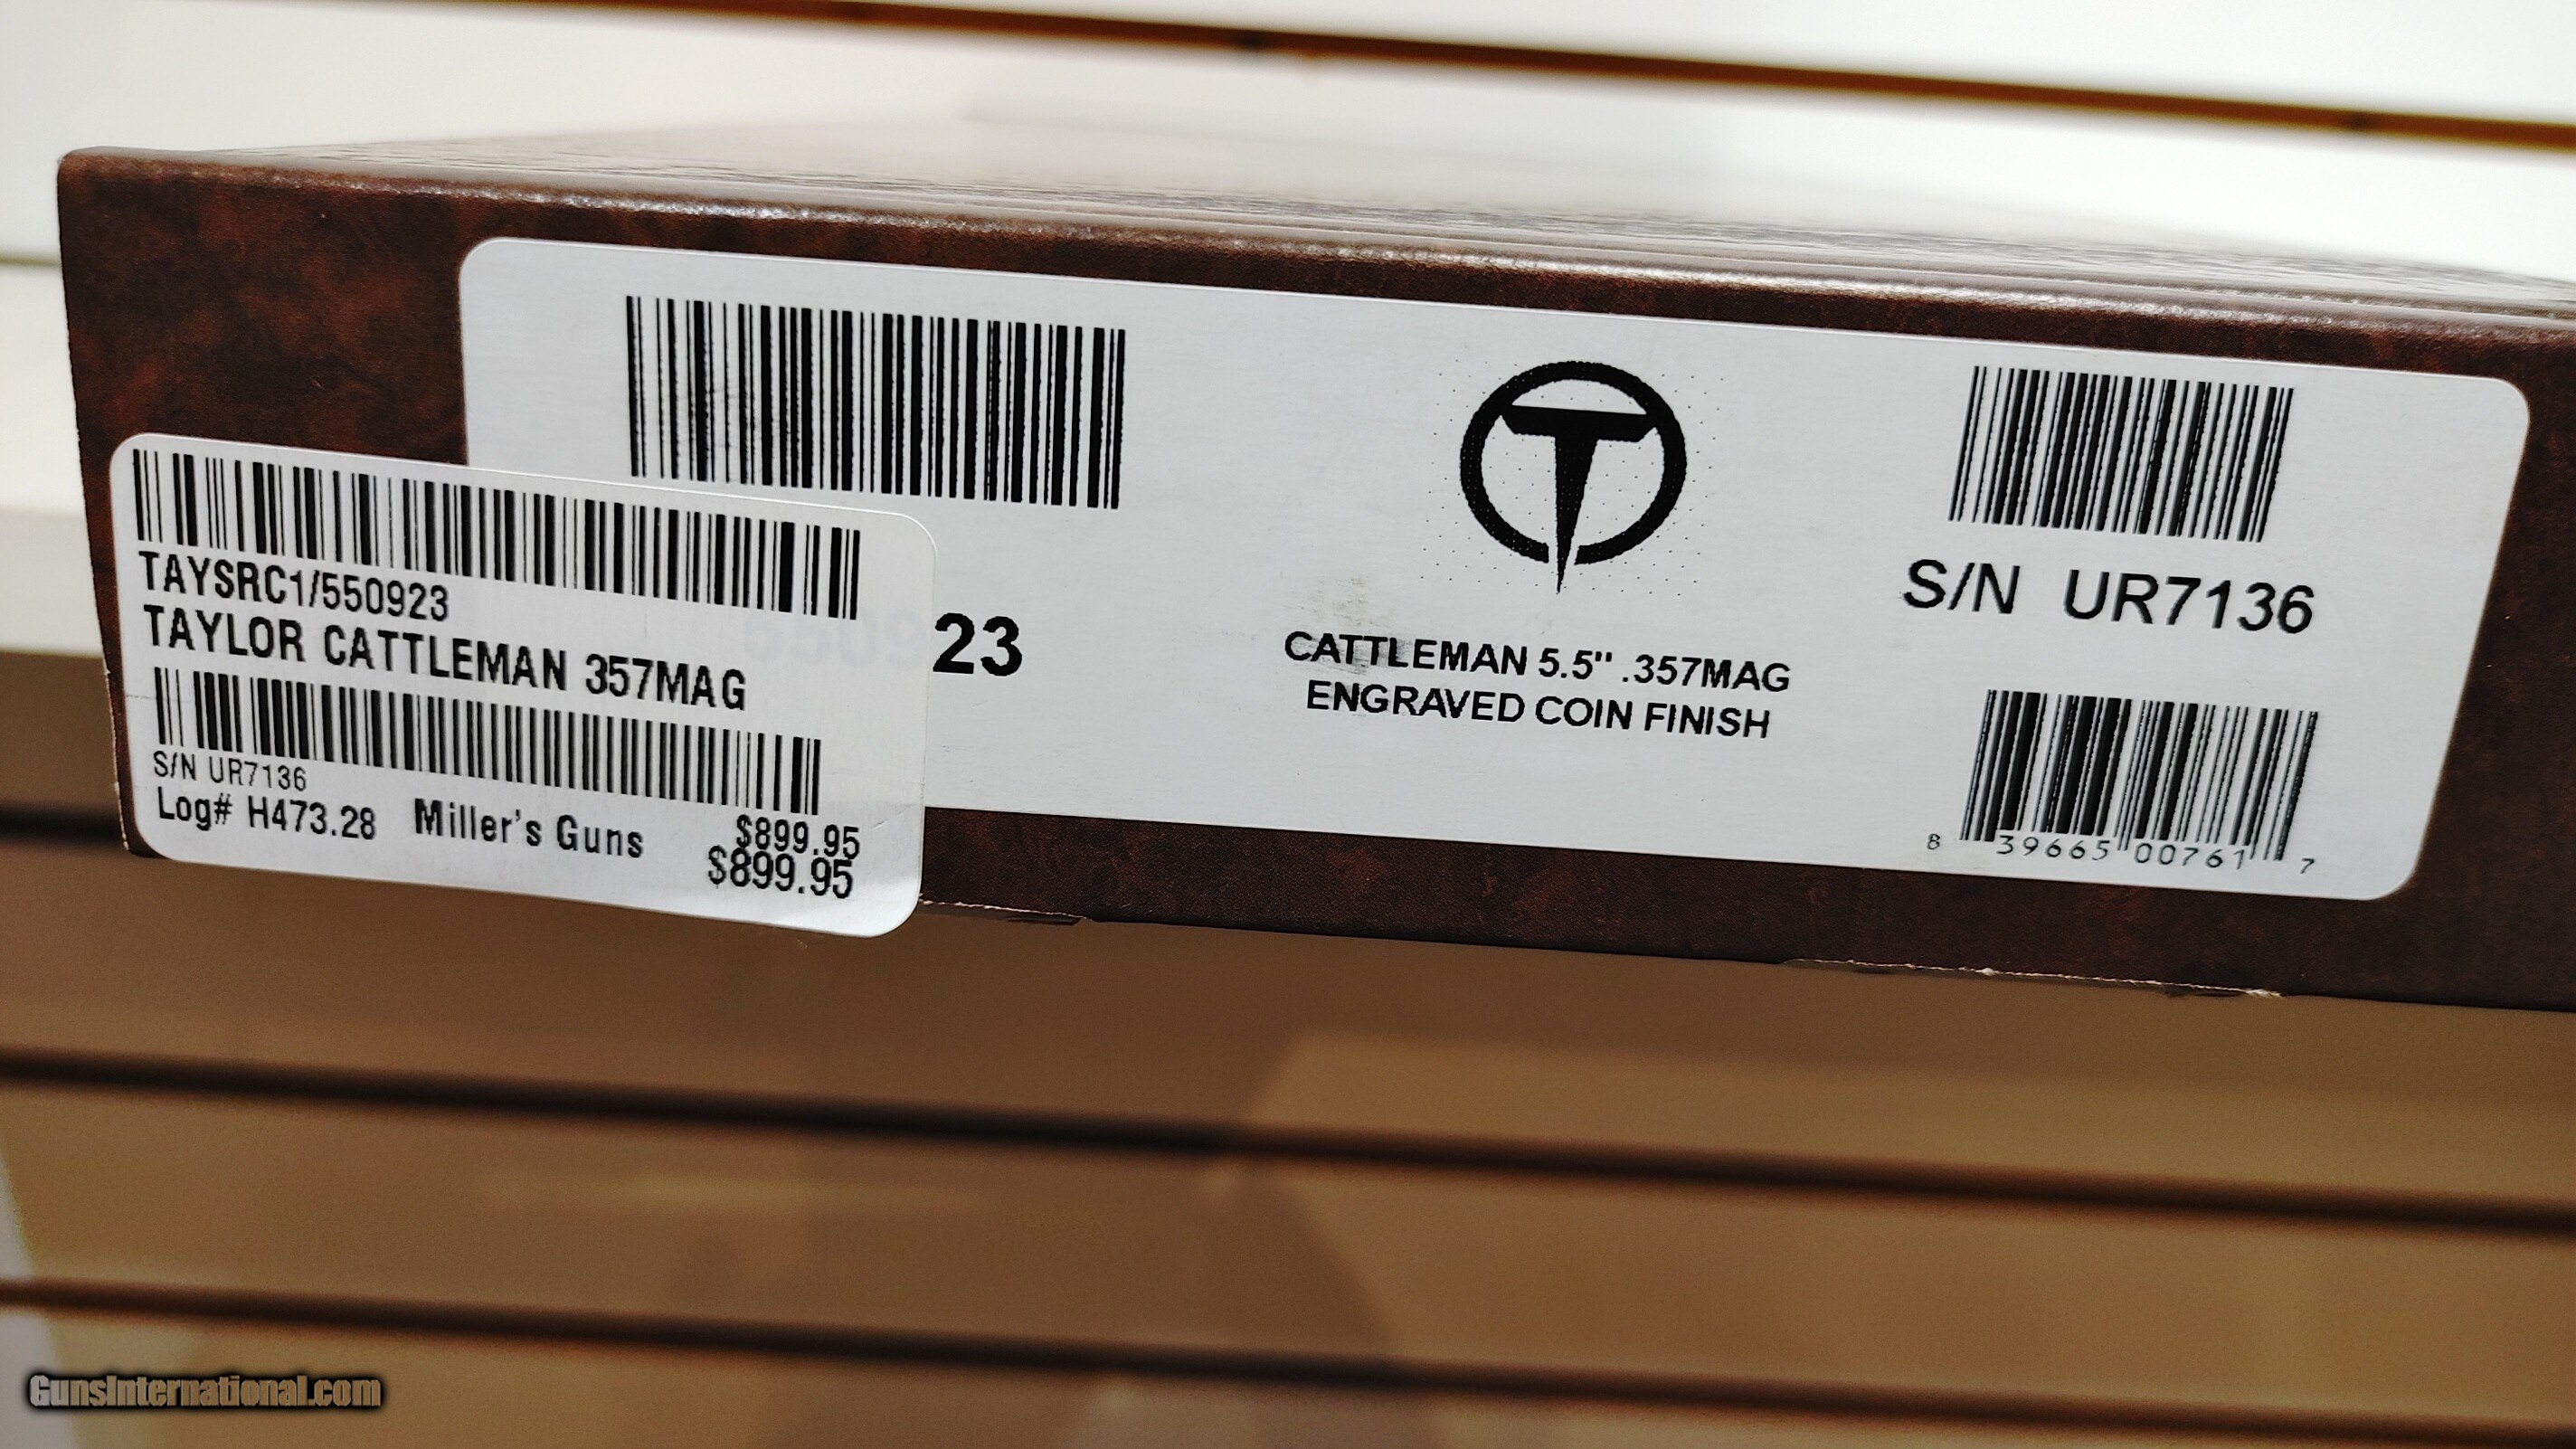 TAYSRC1/550923
TAYLOR CATTLEMAN 357MAG
S/N UR7136
Log# H473.28 Miller's Guns $899.95
$899.95
550923
T
CATTLEMAN 5.5" .357MAG
ENGRAVED COIN FINISH
S/N UR7136
8 39665 00761 7
GunsInternational.com